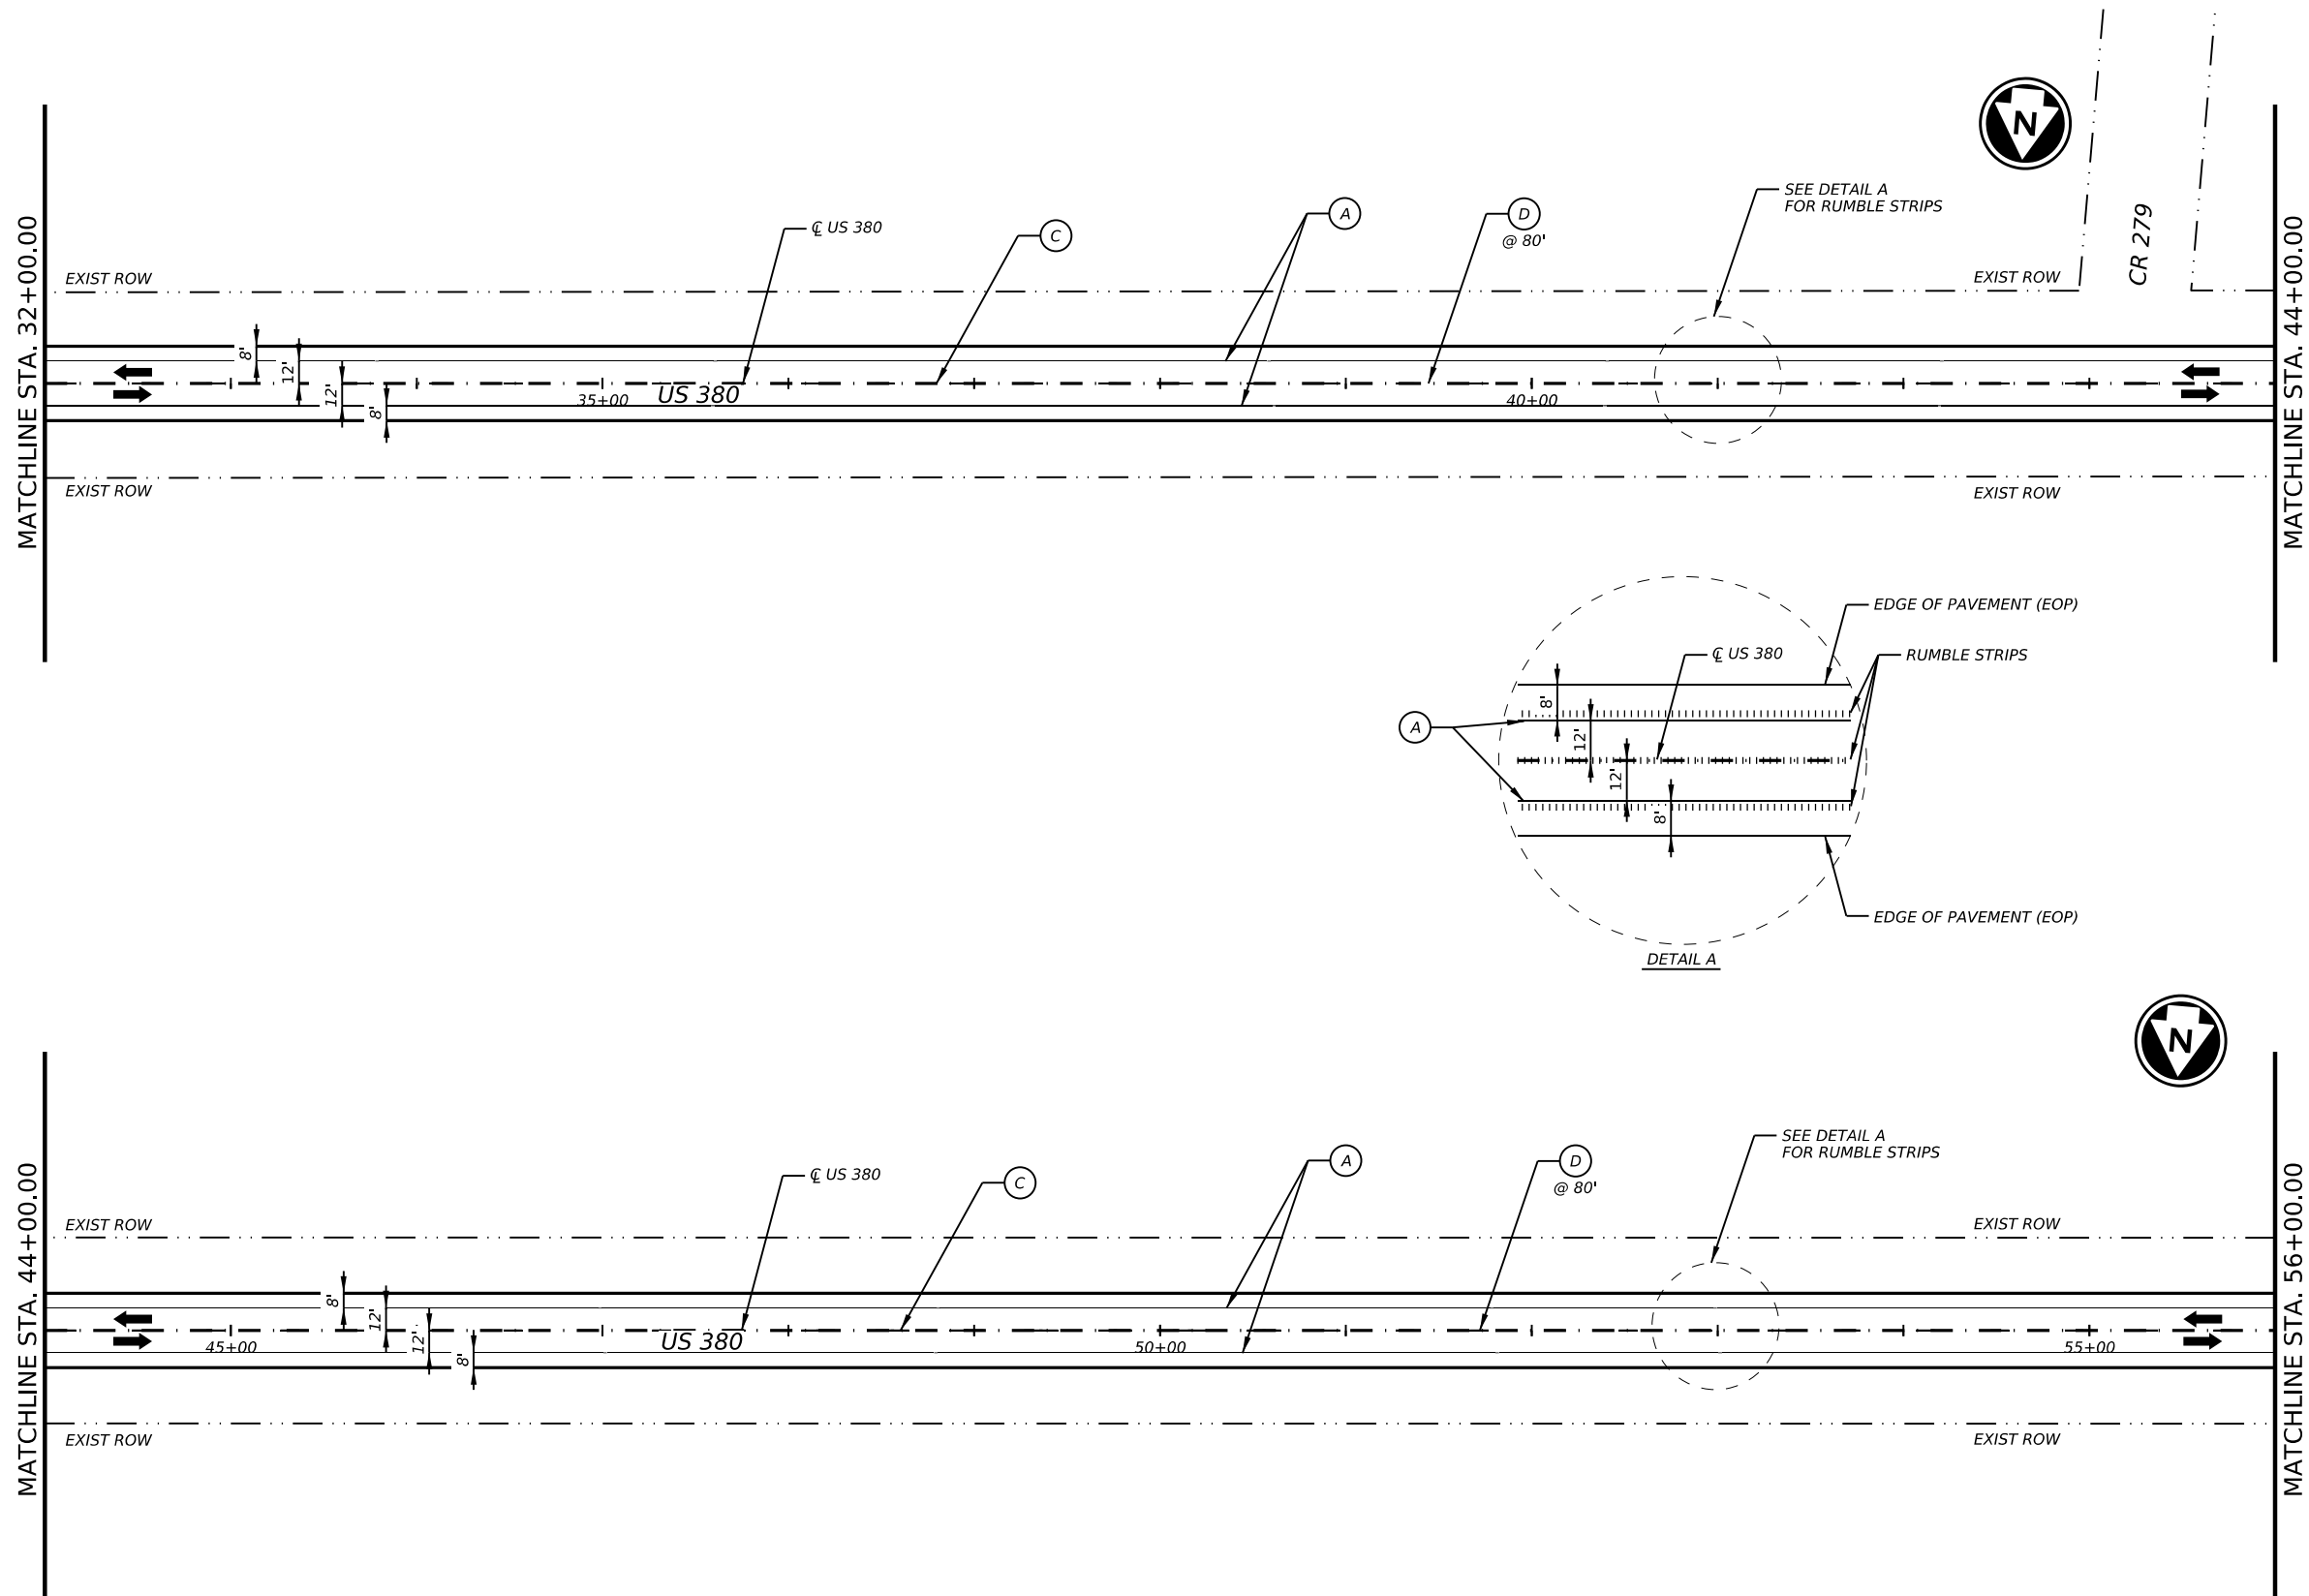 N
SEE DETAIL A
FOR RUMBLE STRIPS
CR 279
A
D
@ 80'
℄ US 380
C
EXIST ROW
EXIST ROW
MATCHLINE STA. 32+00.00
MATCHLINE STA. 44+00.00
8'
12'
12'
8'
35+00
US 380
40+00
EXIST ROW
EXIST ROW
EDGE OF PAVEMENT (EOP)
℄ US 380
RUMBLE STRIPS
A
8'
12'
12'
8'
EDGE OF PAVEMENT (EOP)
DETAIL A
N
SEE DETAIL A
FOR RUMBLE STRIPS
A
D
@ 80'
℄ US 380
C
EXIST ROW
EXIST ROW
MATCHLINE STA. 44+00.00
MATCHLINE STA. 56+00.00
8'
12'
12'
8'
45+00
US 380
50+00
55+00
EXIST ROW
EXIST ROW